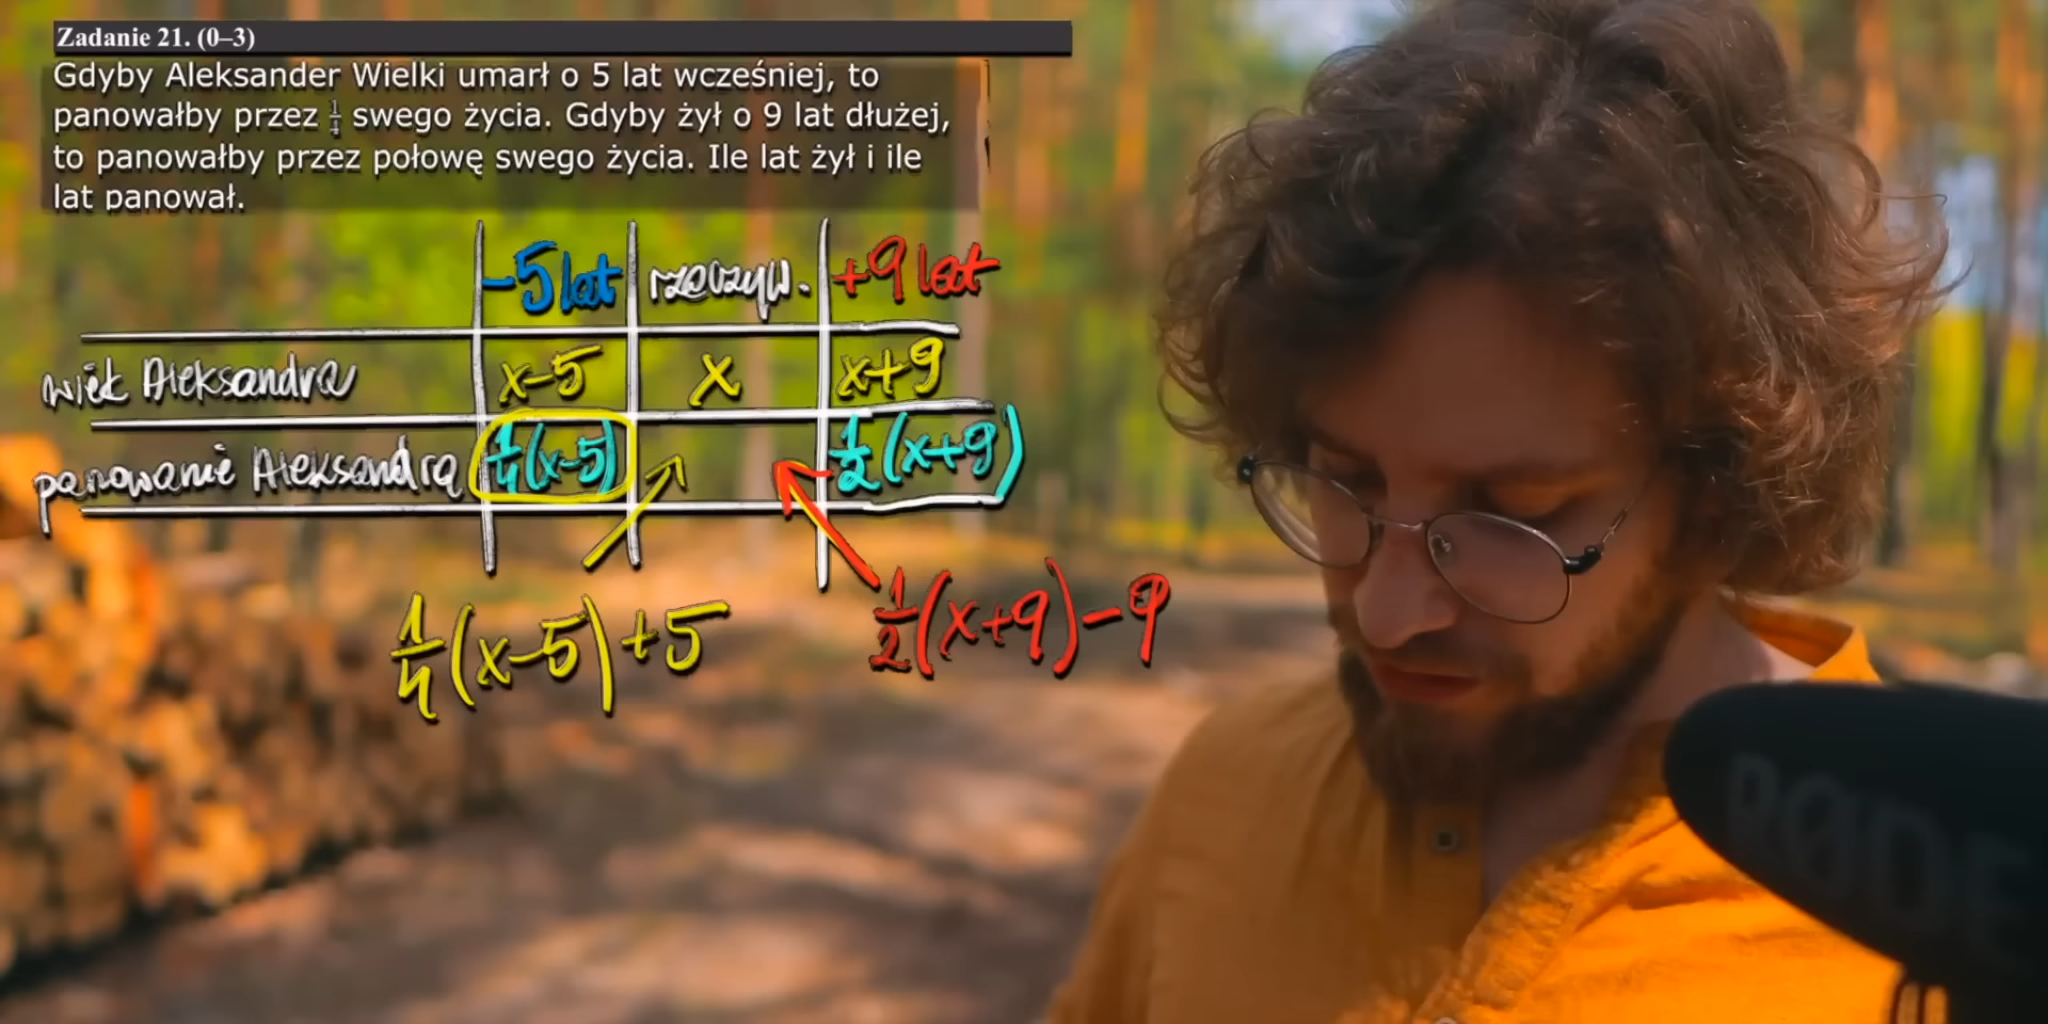 Zadanie 21. (0–3)
Gdyby Aleksander Wielki umarł o 5 lat wcześniej, to
panowałby przez 1/4 swego życia. Gdyby żył o 9 lat dłużej,
to panowałby przez połowę swego życia. Ile lat żył i ile
lat panował.
-5 lat rzeczyw. +9 lat
wiek Aleksandra x-5 x x+9
panowanie Aleksandra 1/4(x-5) 1/2(x+9)
1/4(x-5)+5 1/2(x+9)-9
RØDE